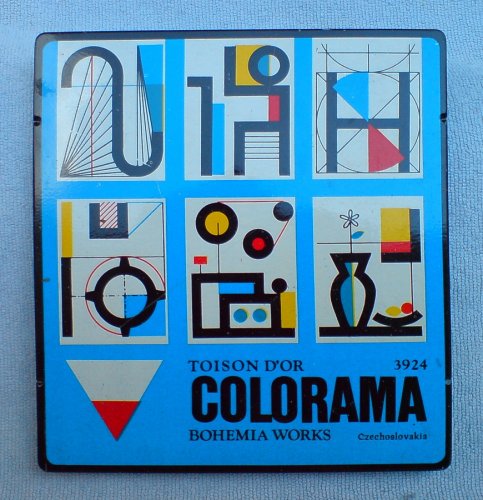 TOISON D'OR 3924
COLORAMA
BOHEMIA WORKS Czechoslovakia